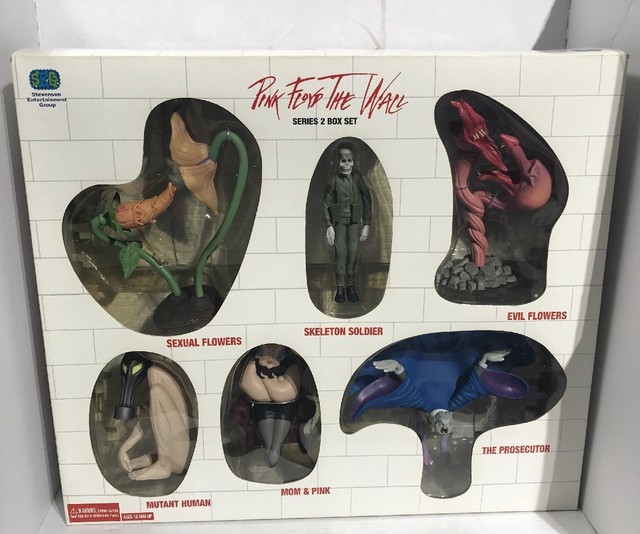 SEG
Stevenson
Entertainment
Group
PINK FLOYD THE WALL
SERIES 2 BOX SET
SEXUAL FLOWERS
SKELETON SOLDIER
EVIL FLOWERS
MUTANT HUMAN
MOM & PINK
THE PROSECUTOR
WARNING: